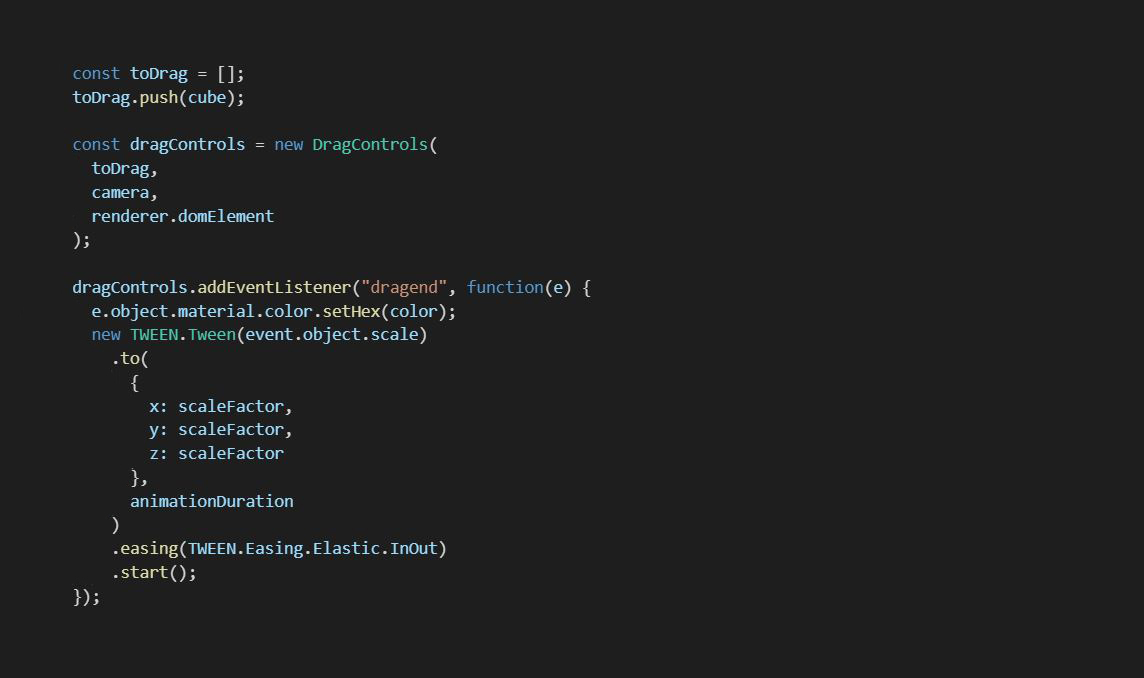 const toDrag = [];
toDrag.push(cube);

const dragControls = new DragControls(
  toDrag,
  camera,
  renderer.domElement
);

dragControls.addEventListener("dragend", function(e) {
  e.object.material.color.setHex(color);
  new TWEEN.Tween(event.object.scale)
    .to(
      {
        x: scaleFactor,
        y: scaleFactor,
        z: scaleFactor
      },
      animationDuration
    )
    .easing(TWEEN.Easing.Elastic.InOut)
    .start();
});